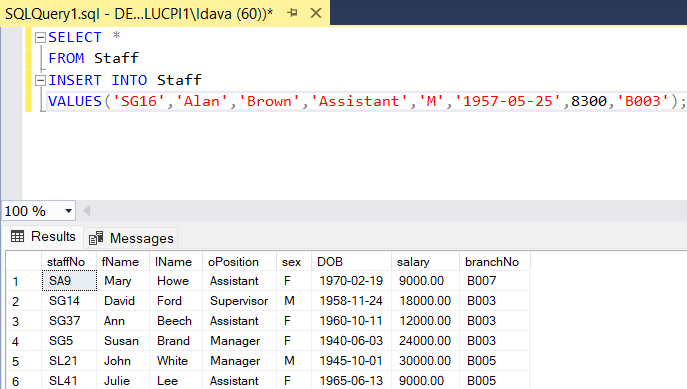 SQLQuery1.sql - DE...LUCPI1\ldava (60))*
SELECT *
FROM Staff
INSERT INTO Staff
VALUES('SG16','Alan','Brown','Assistant','M','1957-05-25',8300,'B003');
100 %
Results Messages
staffNo fName lName oPosition sex DOB salary branchNo
1 SA9 Mary Howe Assistant F 1970-02-19 9000.00 B007
2 SG14 David Ford Supervisor M 1958-11-24 18000.00 B003
3 SG37 Ann Beech Assistant F 1960-10-11 12000.00 B003
4 SG5 Susan Brand Manager F 1940-06-03 24000.00 B003
5 SL21 John White Manager M 1945-10-01 30000.00 B005
6 SL41 Julie Lee Assistant F 1965-06-13 9000.00 B005